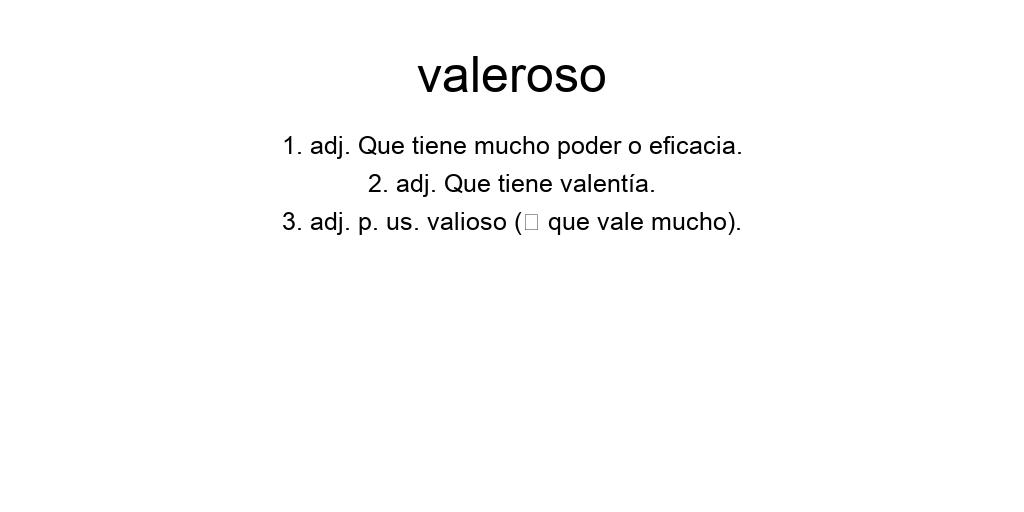 valeroso
1. adj. Que tiene mucho poder o eficacia.
2. adj. Que tiene valentía.
3. adj. p. us. valioso (□ que vale mucho).